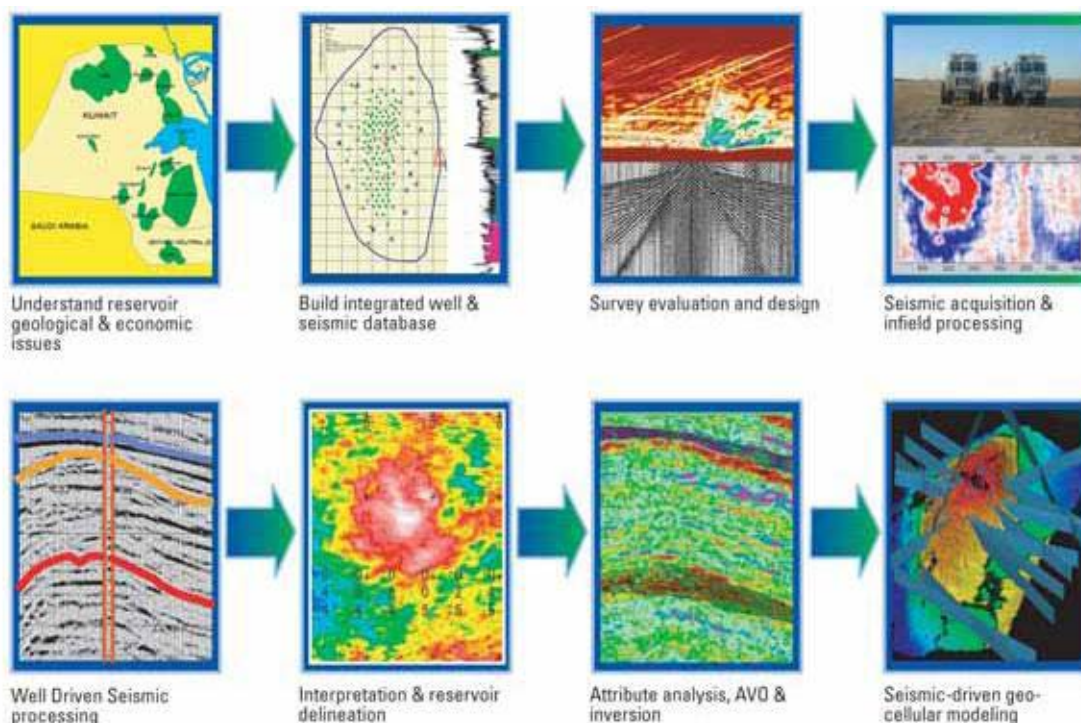 KUWAIT
SAUDI ARABIA
Understand reservoir
geological & economic
issues
Build integrated well &
seismic database
Survey evaluation and design
Seismic acquisition &
infield processing
Well Driven Seismic
processing
Interpretation & reservoir
delineation
Attribute analysis, AVO &
inversion
Seismic-driven geo-
cellular modeling